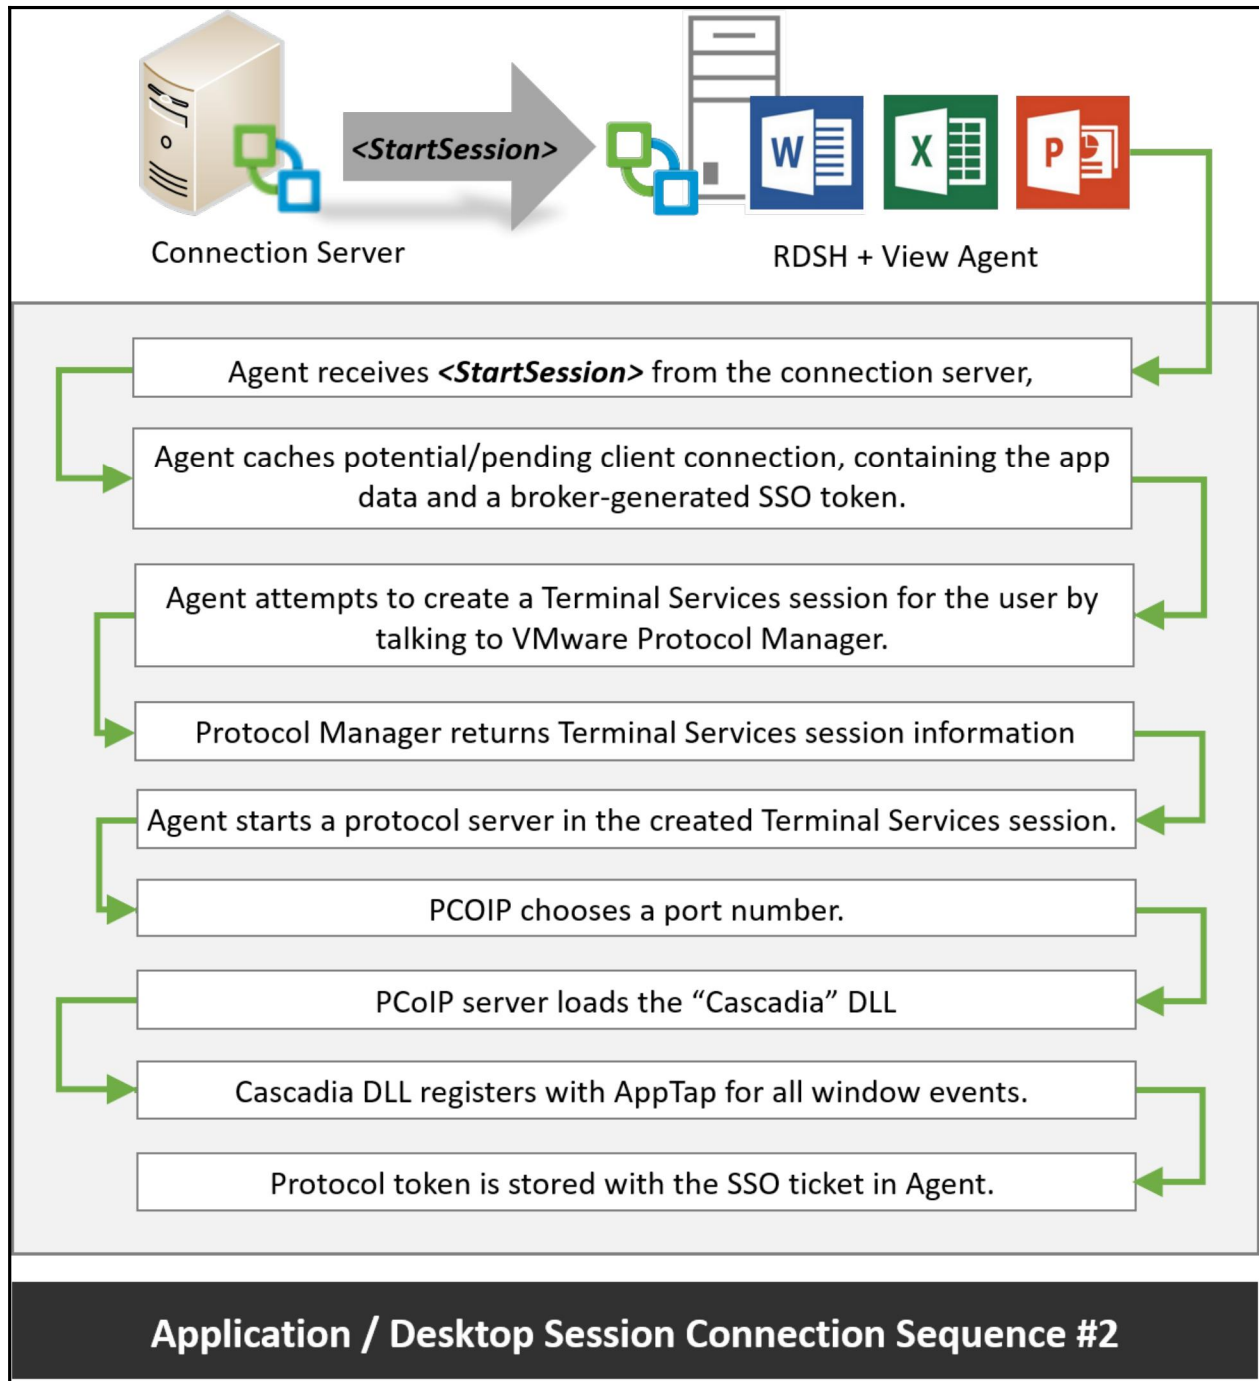 <StartSession>
W
X
P
Connection Server
RDSH + View Agent
Agent receives <StartSession> from the connection server,
Agent caches potential/pending client connection, containing the app
data and a broker-generated SSO token.
Agent attempts to create a Terminal Services session for the user by
talking to VMware Protocol Manager.
Protocol Manager returns Terminal Services session information
Agent starts a protocol server in the created Terminal Services session.
PCOIP chooses a port number.
PCoIP server loads the “Cascadia” DLL
Cascadia DLL registers with AppTap for all window events.
Protocol token is stored with the SSO ticket in Agent.
Application / Desktop Session Connection Sequence #2